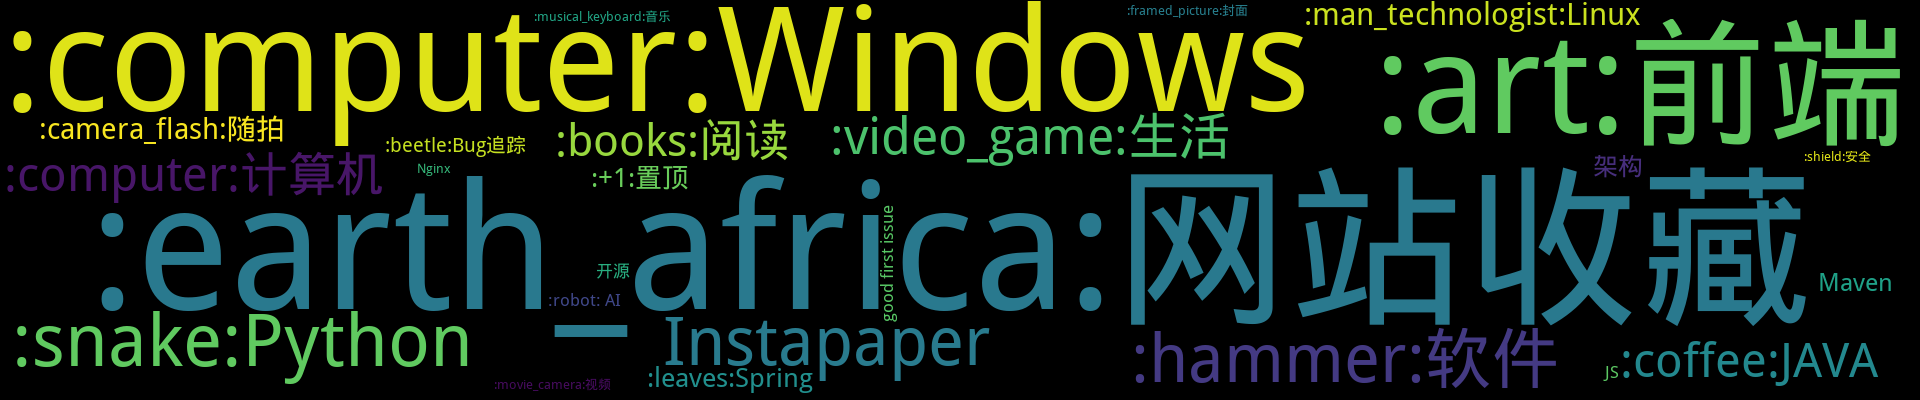 :musical_keyboard:音乐
:framed_picture:封面
:man_technologist:Linux
:computer:Windows
:art:前端
:camera_flash:随拍
:beetle:Bug追踪
:books:阅读
:video_game:生活
:shield:安全
:computer:计算机
Nginx
:+1:置顶
架构
:earth_africa:网站收藏
good first issue
开源
:robot: AI
Maven
:snake:Python
Instapaper
:hammer:软件
:coffee:JAVA
JS
:movie_camera:视频
:leaves:Spring